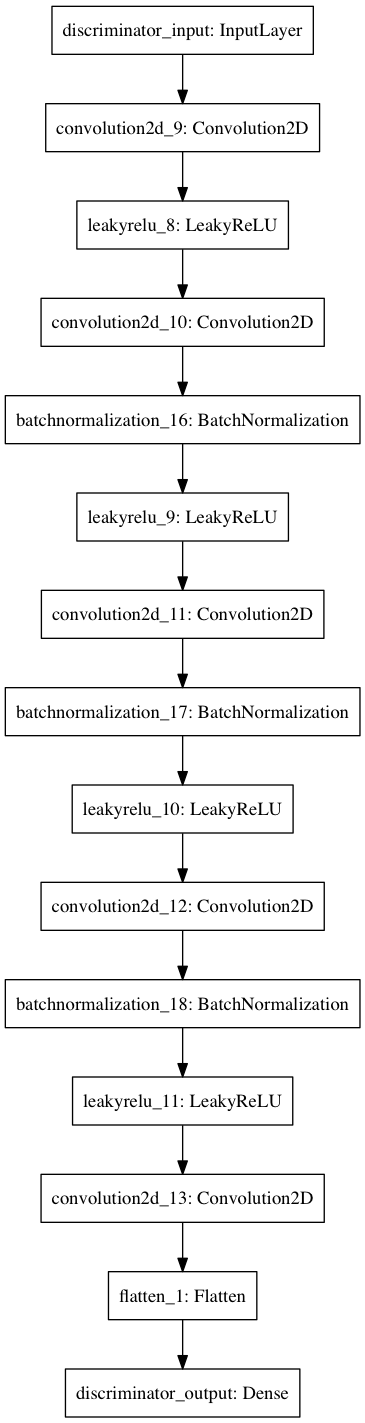 discriminator_input: InputLayer
convolution2d_9: Convolution2D
leakyrelu_8: LeakyReLU
convolution2d_10: Convolution2D
batchnormalization_16: BatchNormalization
leakyrelu_9: LeakyReLU
convolution2d_11: Convolution2D
batchnormalization_17: BatchNormalization
leakyrelu_10: LeakyReLU
convolution2d_12: Convolution2D
batchnormalization_18: BatchNormalization
leakyrelu_11: LeakyReLU
convolution2d_13: Convolution2D
flatten_1: Flatten
discriminator_output: Dense